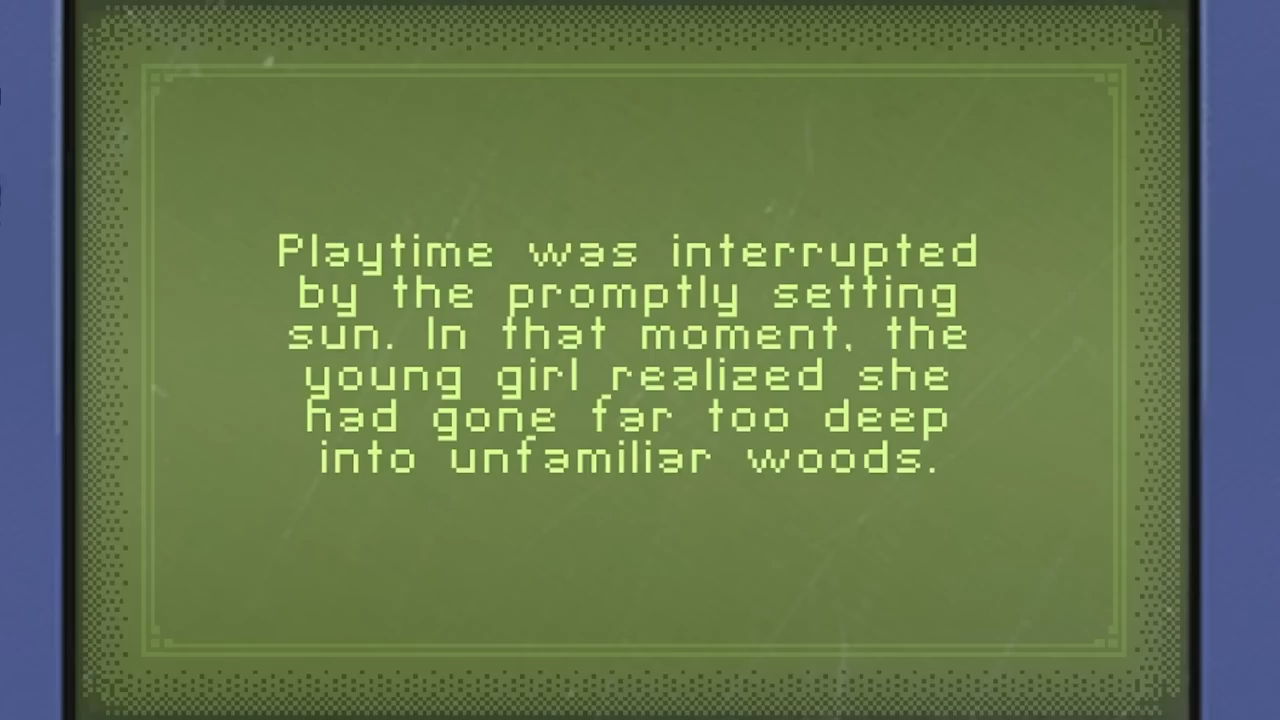 Playtime was interrupted
by the promptly setting
sun. In that moment, the
young girl realized she
had gone far too deep
into unfamiliar woods.